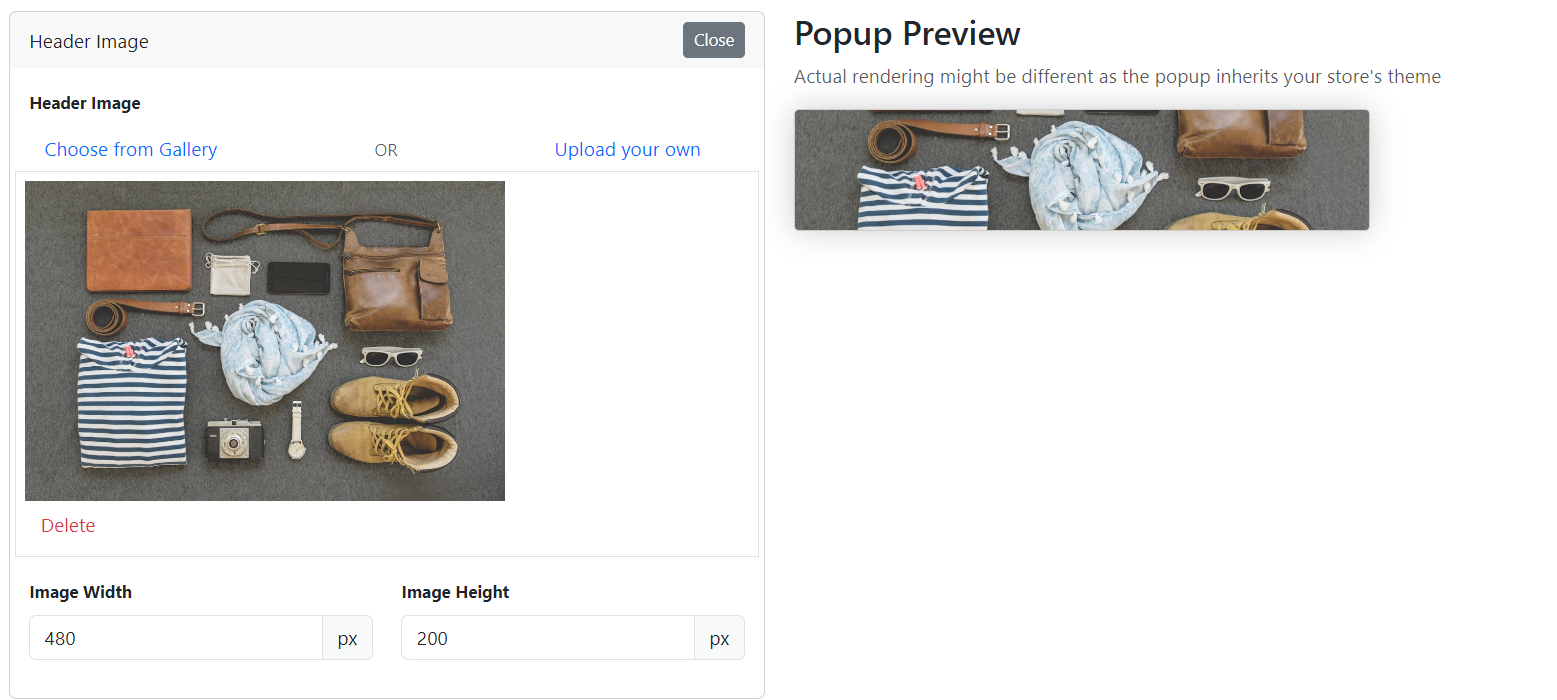 Header Image
Close
Header Image
Choose from Gallery
OR
Upload your own
Delete
Image Width
Image Height
480
px
200
px
Popup Preview
Actual rendering might be different as the popup inherits your store's theme